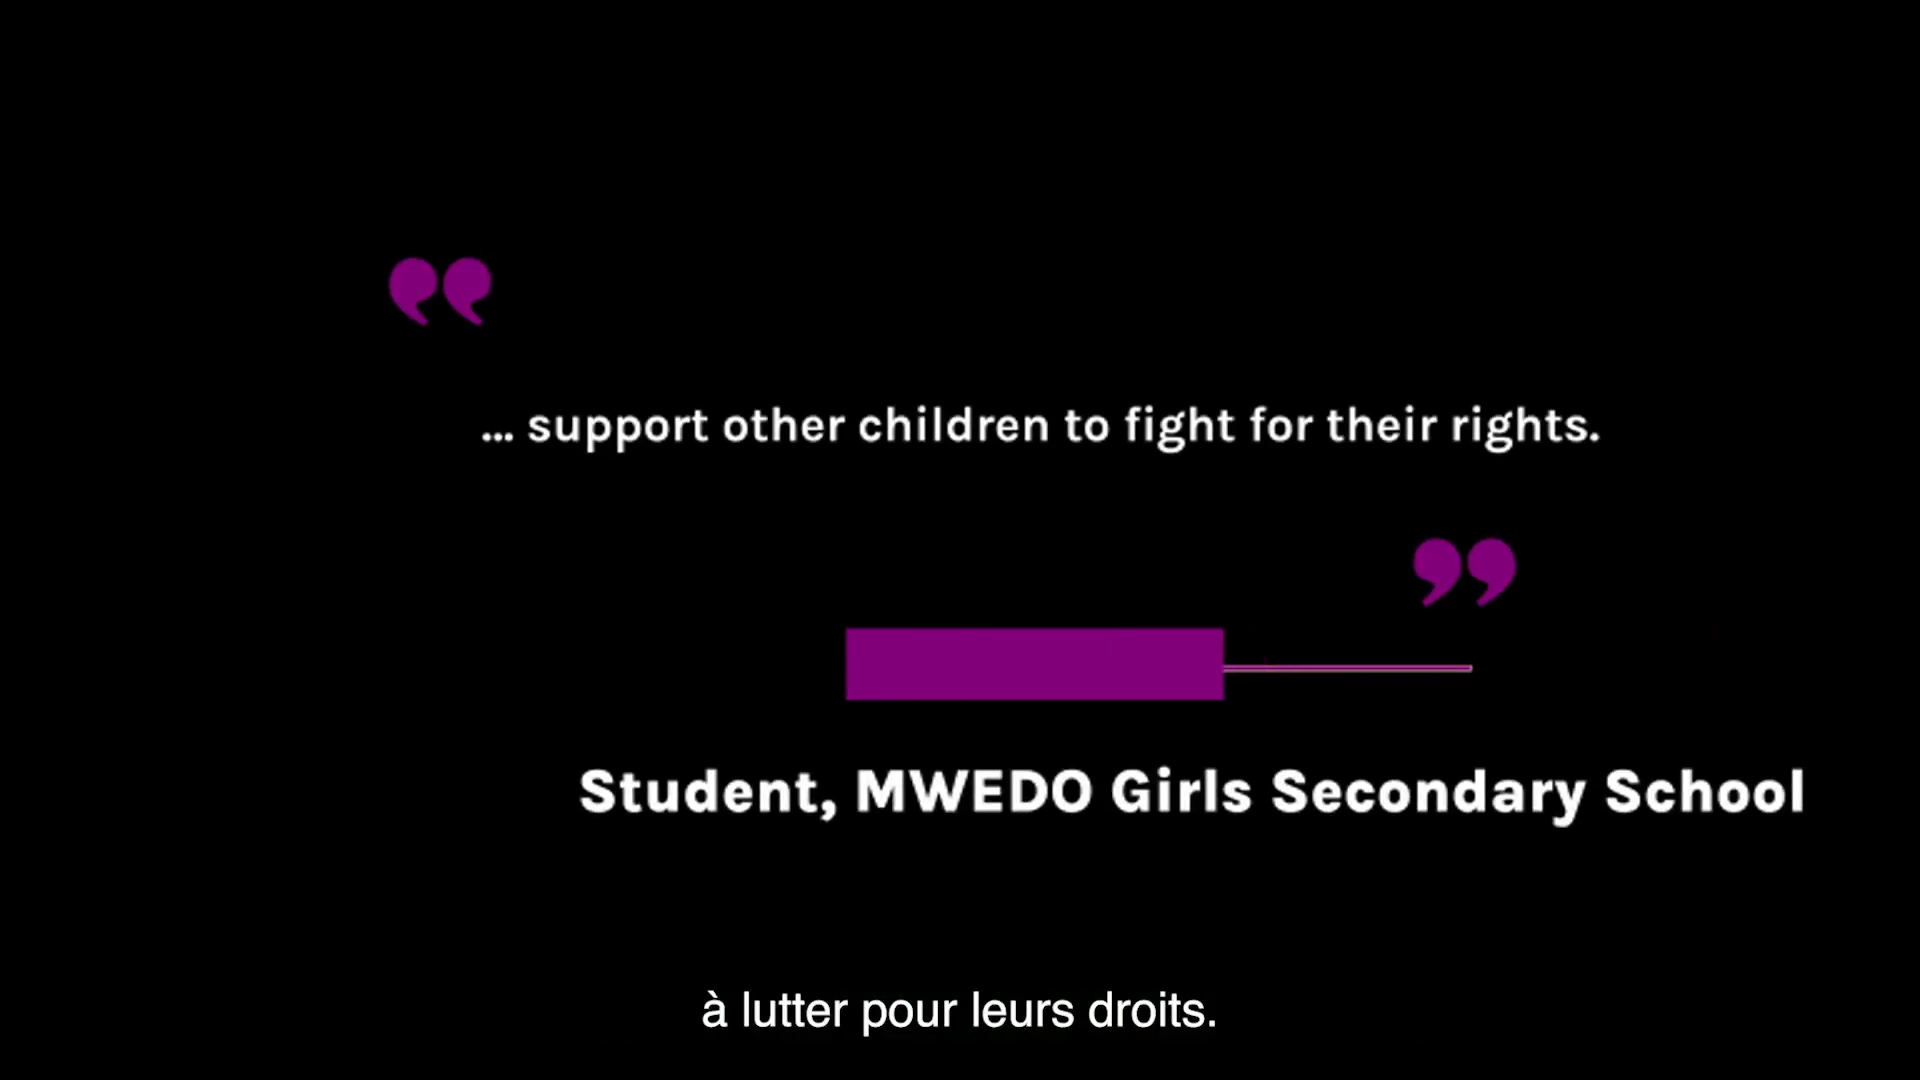 “
... support other children to fight for their rights.
”
Student, MWEDO Girls Secondary School
à lutter pour leurs droits.